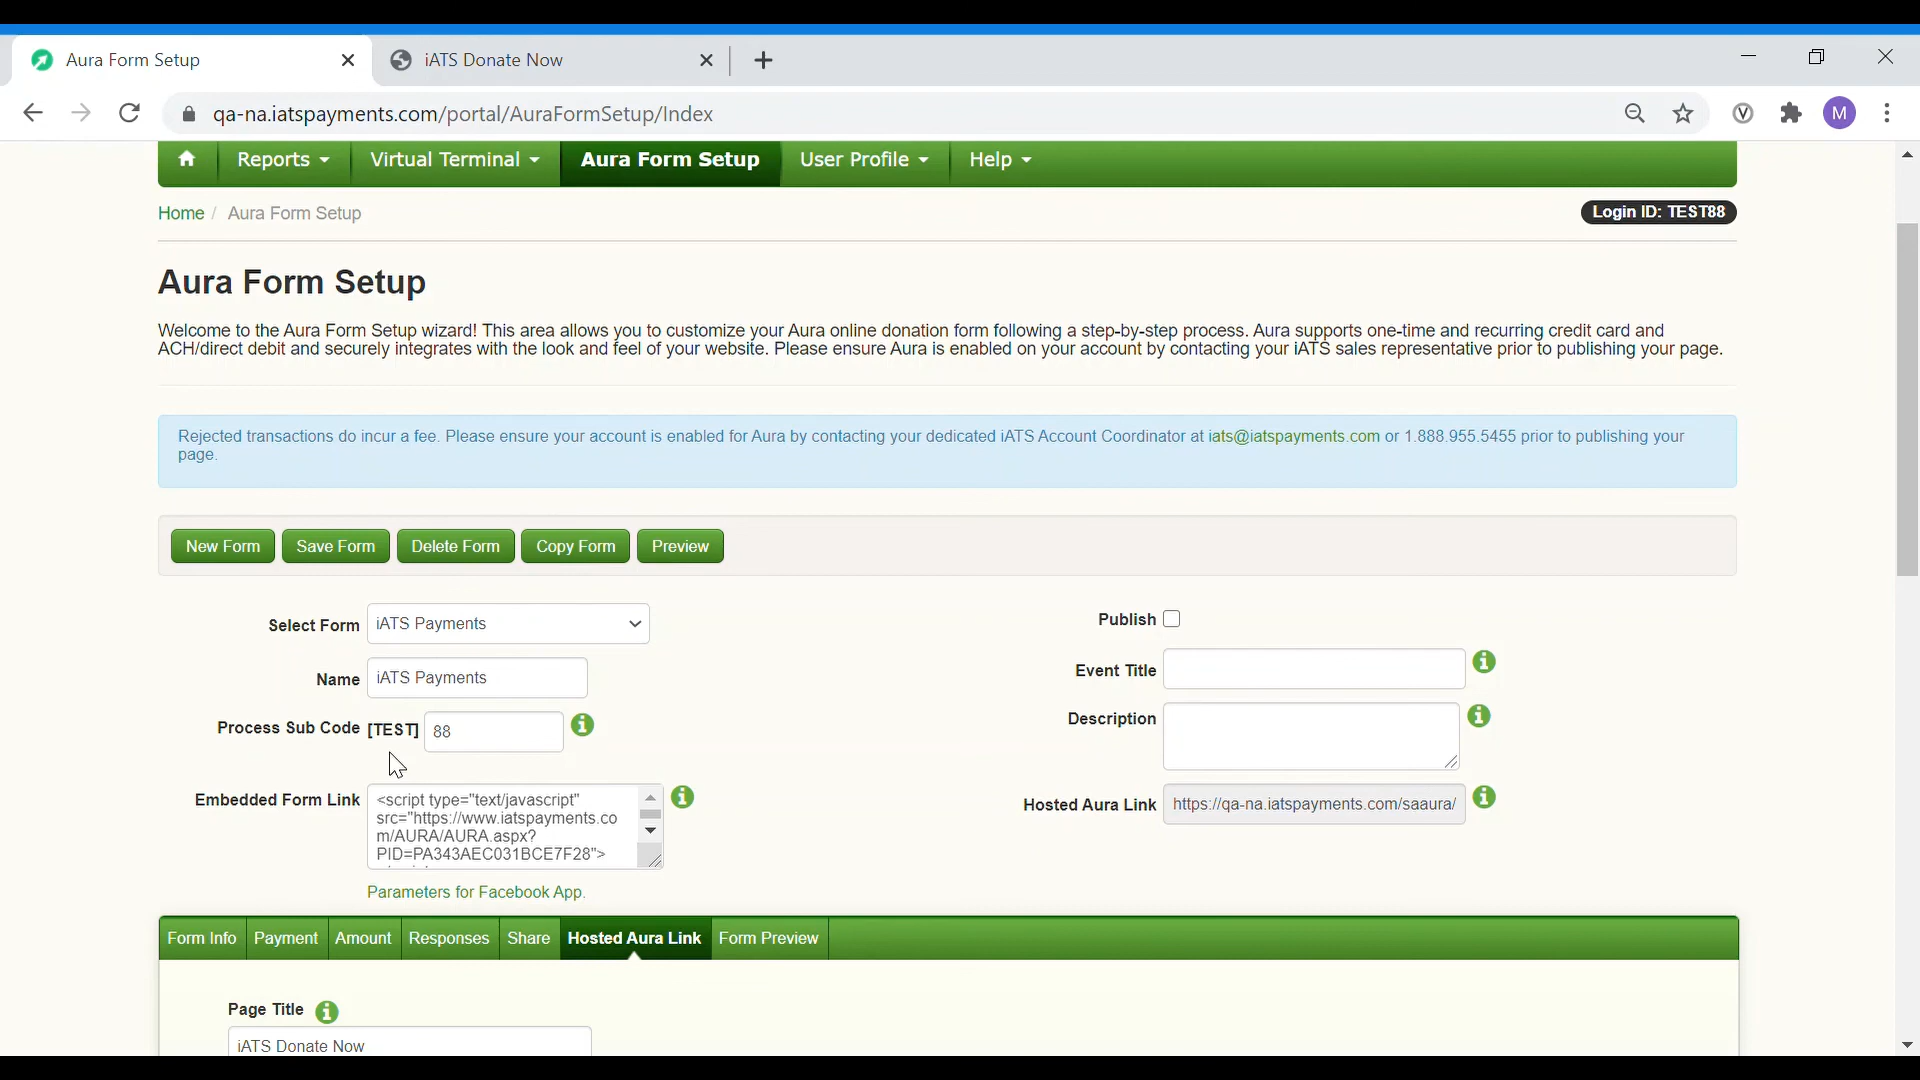 Aura Form Setup
iATS Donate Now
qa-na.iatspayments.com/portal/AuraFormSetup/Index
M
Reports
Virtual Terminal
Aura Form Setup
User Profile
Help
Home / Aura Form Setup
Login ID: TEST88
Aura Form Setup
Welcome to the Aura Form Setup wizard! This area allows you to customize your Aura online donation form following a step-by-step process. Aura supports one-time and recurring credit card and
ACH/direct debit and securely integrates with the look and feel of your website. Please ensure Aura is enabled on your account by contacting your iATS sales representative prior to publishing your page.
Rejected transactions do incur a fee. Please ensure your account is enabled for Aura by contacting your dedicated iATS Account Coordinator at iats@iatspayments.com or 1.888.955.5455 prior to publishing your
page.
New Form
Save Form
Delete Form
Copy Form
Preview
Select Form
iATS Payments
Publish
Name
iATS Payments
Event Title
Process Sub Code [TEST]
88
Description
Embedded Form Link
<script type="text/javascript"
src="https://www.iatspayments.co
m/AURA/AURA.aspx?
PID=PA343AEC031BCE7F28">
Hosted Aura Link
https://qa-na.iatspayments.com/saaura/
Parameters for Facebook App.
Form Info
Payment
Amount
Responses
Share
Hosted Aura Link
Form Preview
Page Title
iATS Donate Now